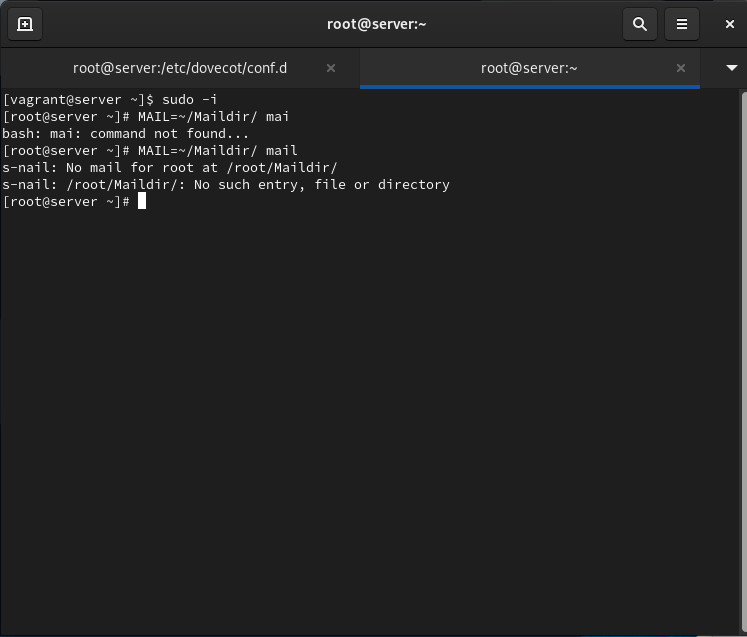 root@server:~
root@server:/etc/dovecot/conf.d
root@server:~
[vagrant@server ~]$ sudo -i
[root@server ~]# MAIL=~/Maildir/ mai
bash: mai: command not found...
[root@server ~]# MAIL=~/Maildir/ mail
s-nail: No mail for root at /root/Maildir/
s-nail: /root/Maildir/: No such entry, file or directory
[root@server ~]#